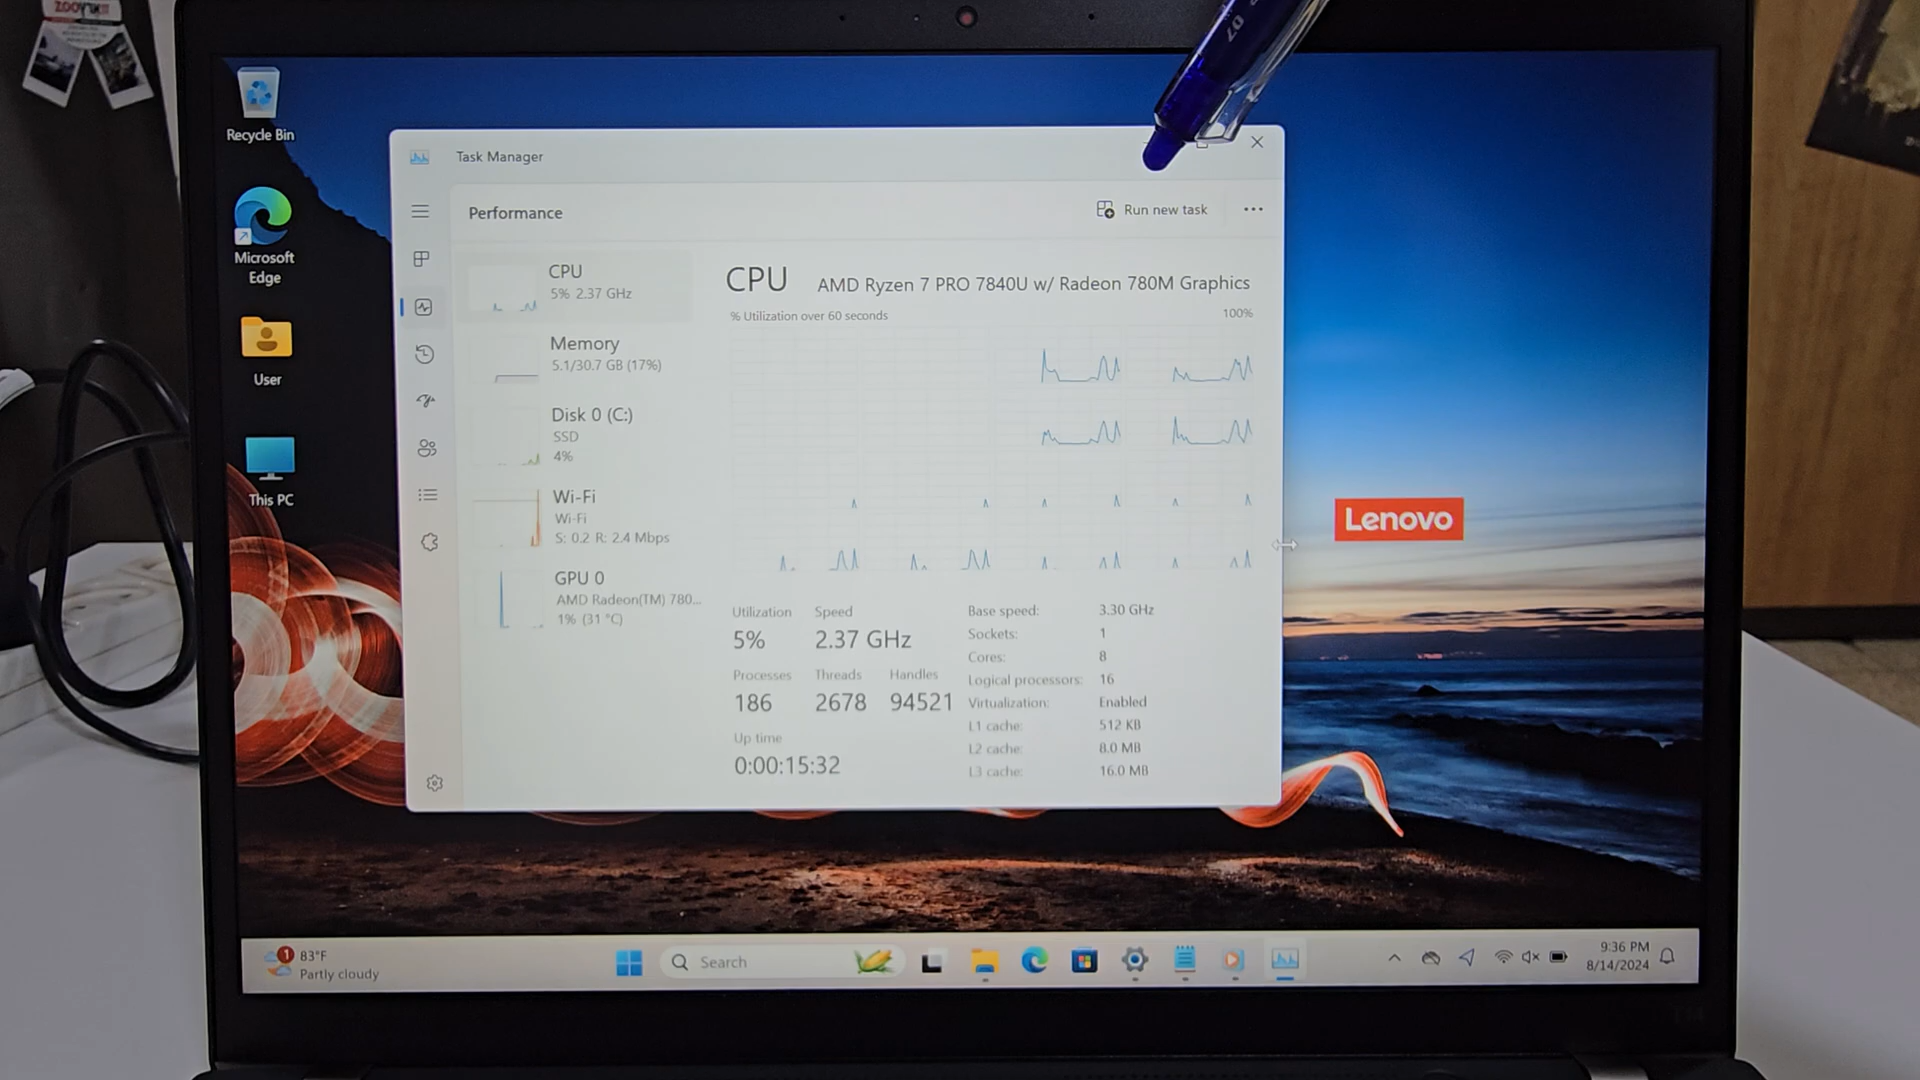 ZOOV
Recycle Bin
Microsoft
Edge
User
This PC
Task Manager
Performance
Run new task
CPU
5% 2.37 GHz
Memory
5.1/30.7 GB (17%)
Disk 0 (C:)
SSD
4%
Wi-Fi
Wi-Fi
S: 0.2 R: 2.4 Mbps
GPU 0
AMD Radeon(TM) 780...
1% (31 °C)
CPU AMD Ryzen 7 PRO 7840U w/ Radeon 780M Graphics
% Utilization over 60 seconds 100%
Utilization Speed
5% 2.37 GHz
Processes Threads Handles
186 2678 94521
Up time
0:00:15:32
Base speed: 3.30 GHz
Sockets: 1
Cores: 8
Logical processors: 16
Virtualization: Enabled
L1 cache: 512 KB
L2 cache: 8.0 MB
L3 cache: 16.0 MB
Lenovo
0.7
1
83°F
Partly cloudy
Search
9:36 PM
8/14/2024